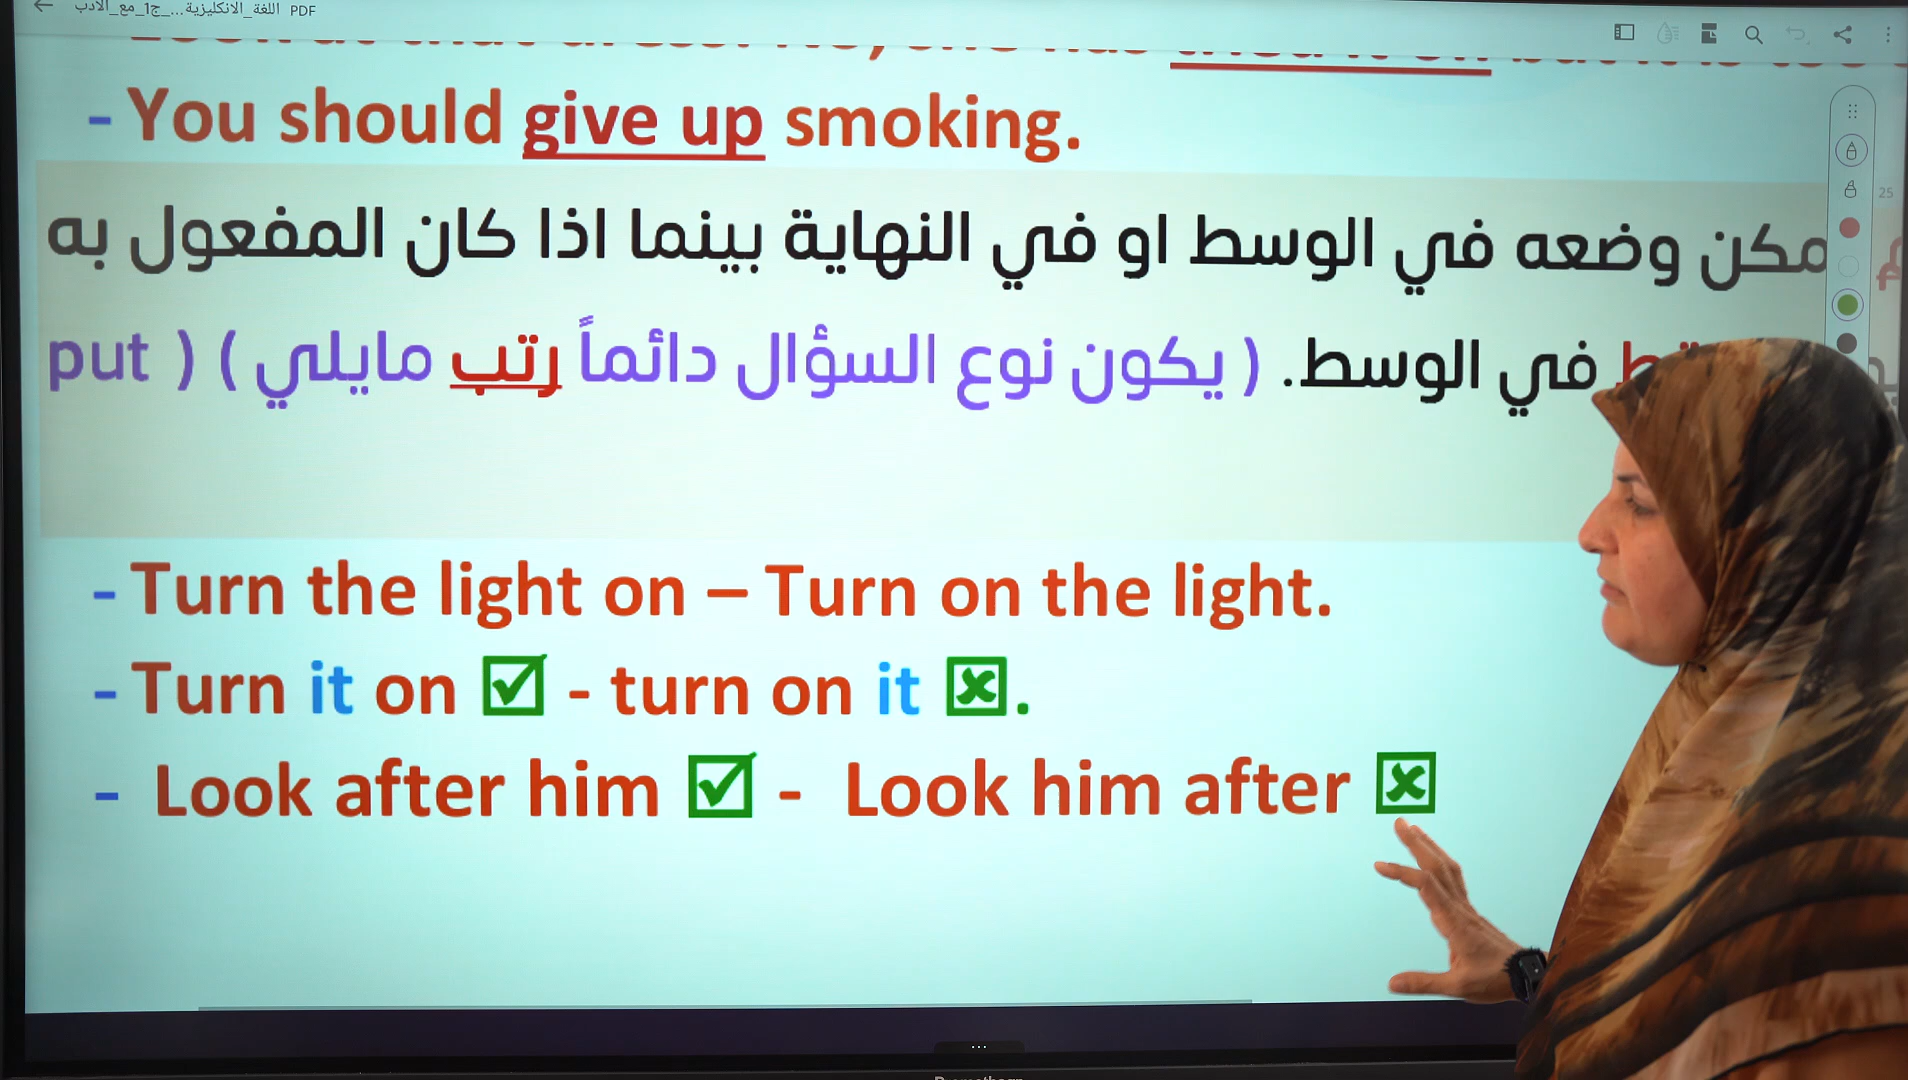 اللغة_الانكليزية..._ج1_مع_الأدب PDF
- You should give up smoking.
25
مكن وضعه في الوسط او في النهاية بينما اذا كان المفعول به
في الوسط. ( يكون نوع السؤال دائماً رتب مايلي ) ( put
- Turn the light on – Turn on the light.
- Turn it on ☑ - turn on it ☒.
- Look after him ☑ - Look him after ☒